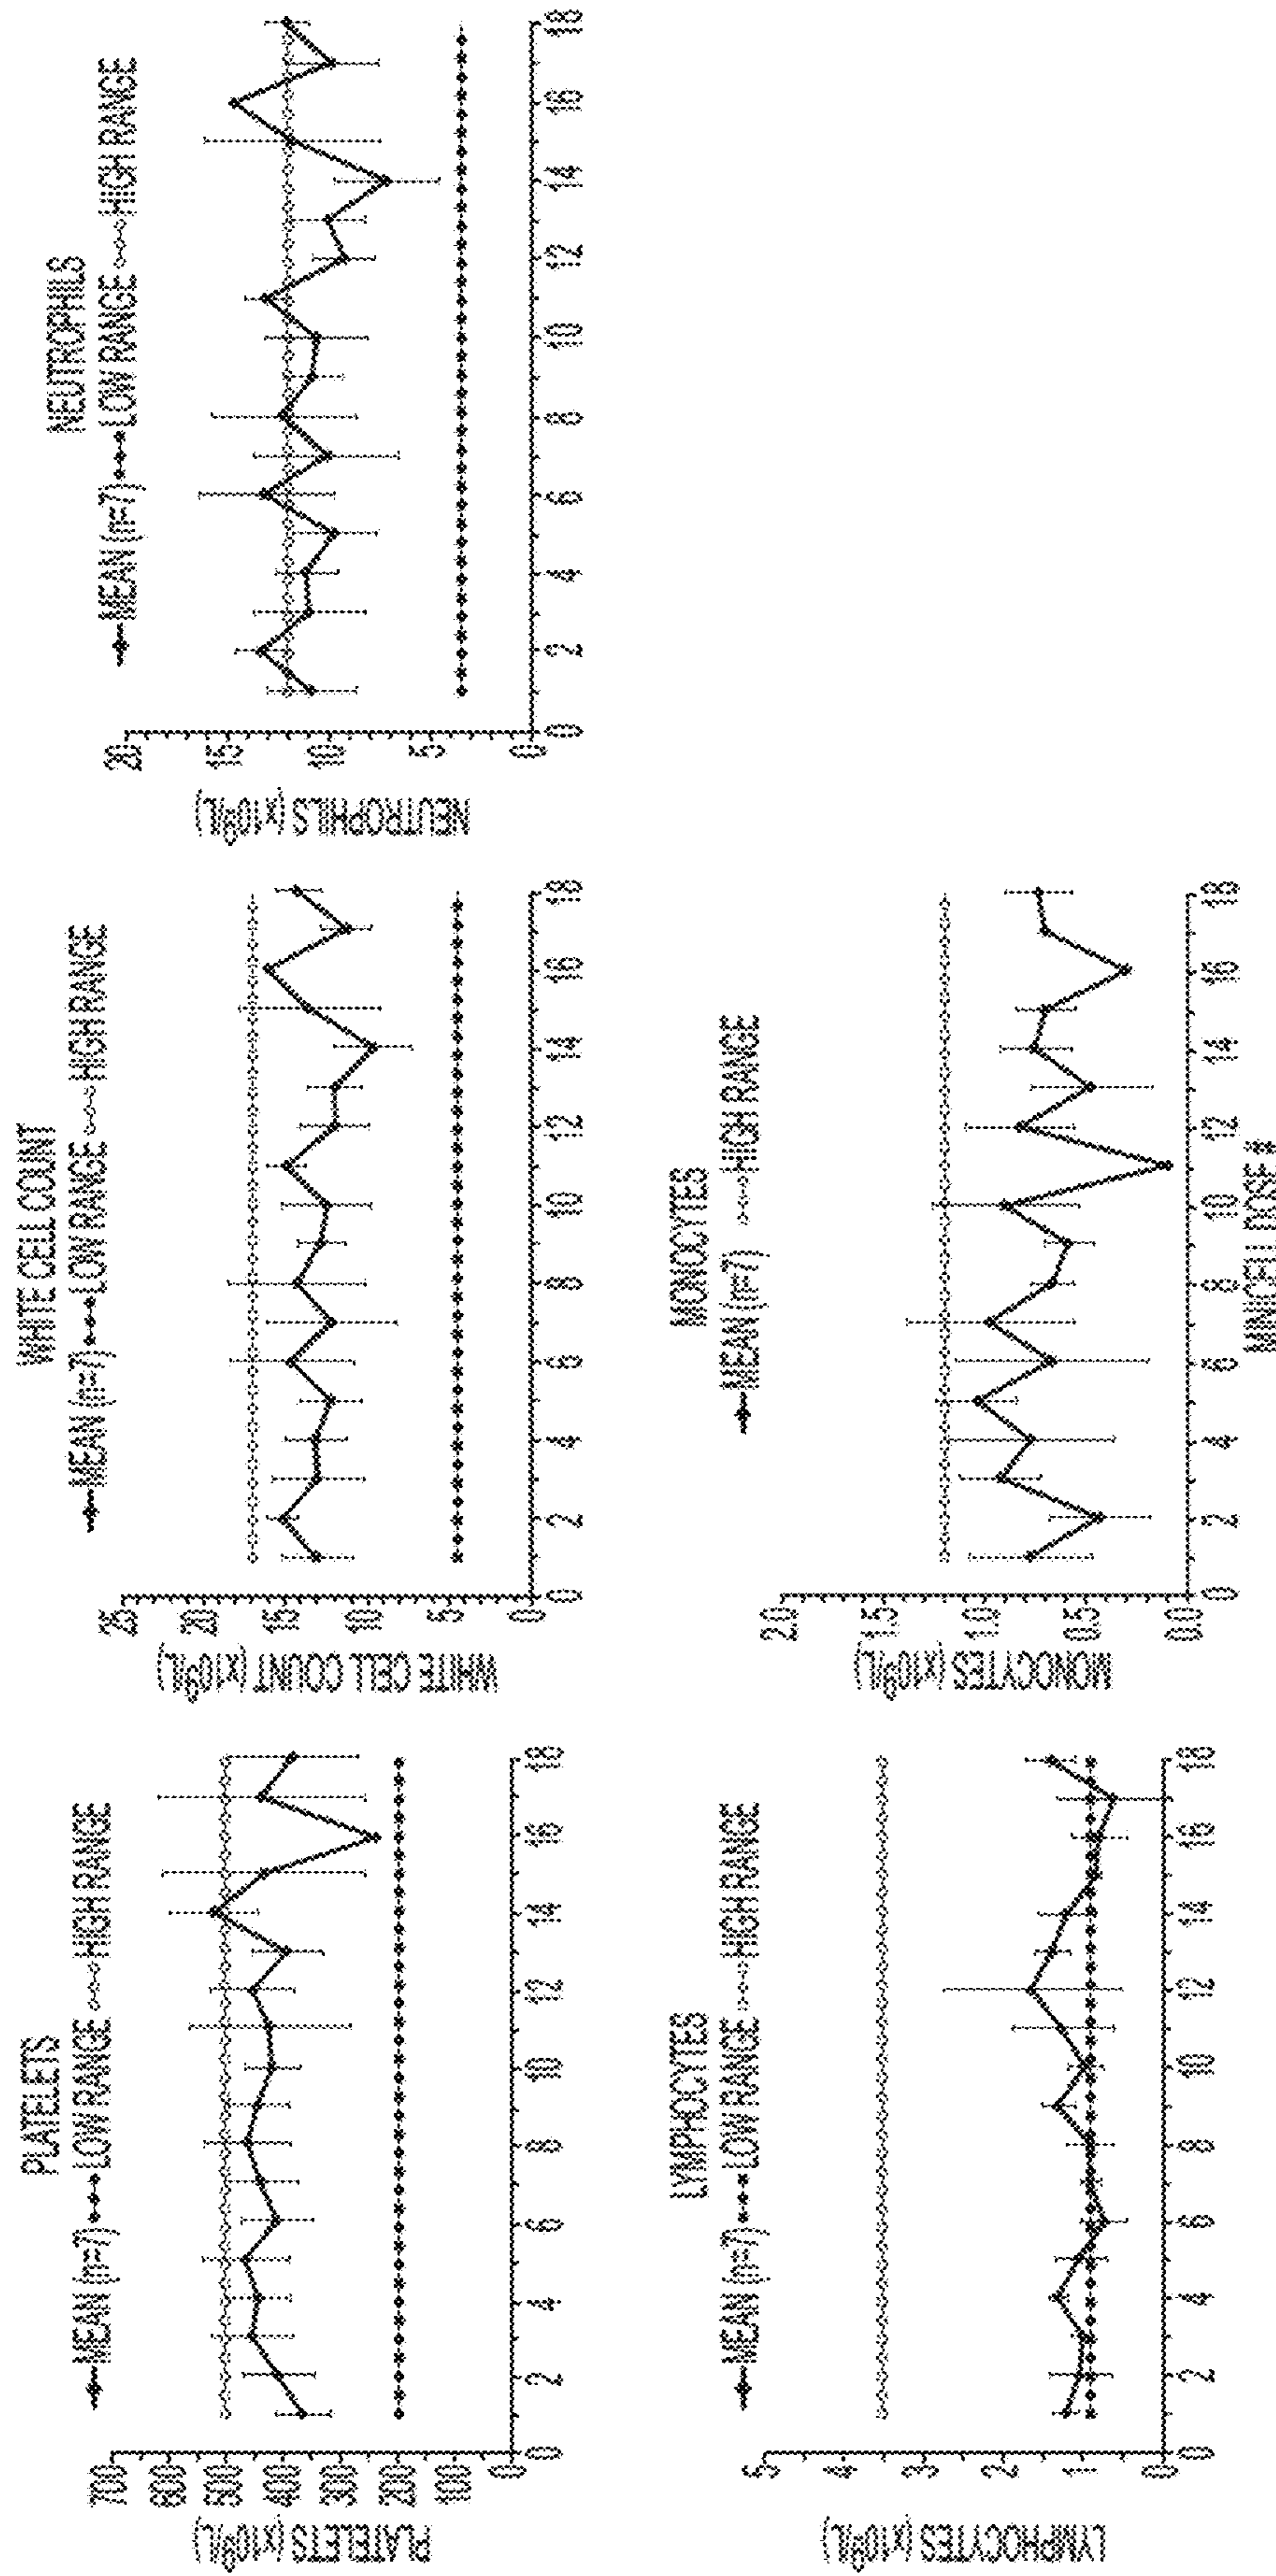 PLATELETS
MEAN (n=7) LOW RANGE HIGH RANGE
PLATELETS (x10⁹/L)
700
600
500
400
300
200
100
0
0 2 4 6 8 10 12 14 16 18
WHITE CELL COUNT
MEAN (n=7) LOW RANGE HIGH RANGE
WHITE CELL COUNT (x10⁹/L)
25
20
15
10
5
0
0 2 4 6 8 10 12 14 16 18
NEUTROPHILS
MEAN (n=7) LOW RANGE HIGH RANGE
NEUTROPHILS (x10⁹/L)
20
15
10
5
0
0 2 4 6 8 10 12 14 16 18
LYMPHOCYTES
MEAN (n=7) LOW RANGE HIGH RANGE
LYMPHOCYTES (x10⁹/L)
5
4
3
2
1
0
0 2 4 6 8 10 12 14 16 18
MONOCYTES
MEAN (n=7) HIGH RANGE
MONOCYTES (x10⁹/L)
2.0
1.5
1.0
0.5
0.0
0 2 4 6 8 10 12 14 16 18
MINICELL DOSE #